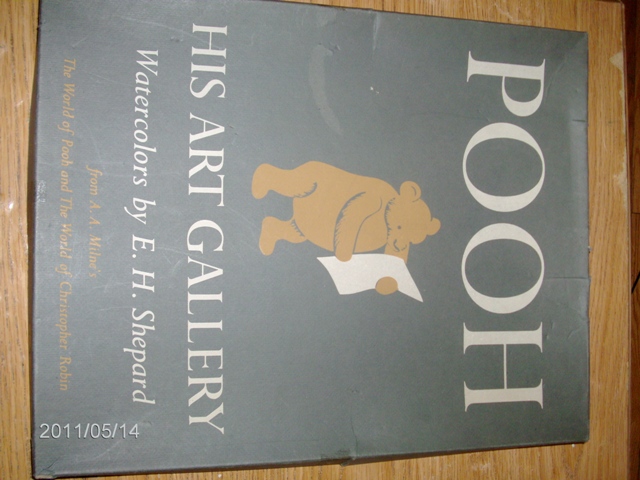 POOH
HIS ART GALLERY
Watercolors by E. H. Shepard
from A. A. Milne's
The World of Pooh and The World of Christopher Robin
2011/05/14